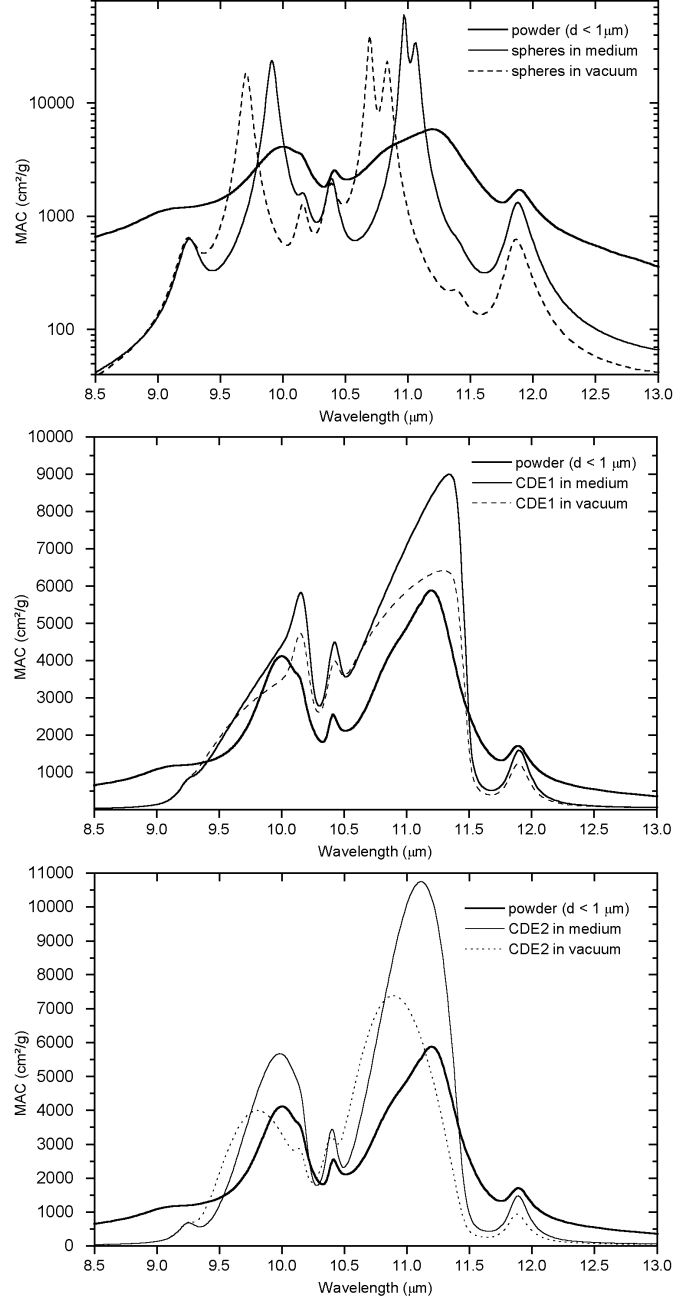 powder (d < 1μm)
spheres in medium
spheres in vacuum
10000
1000
100
MAC (cm²/g)
8.5 9.0 9.5 10.0 10.5 11.0 11.5 12.0 12.5 13.0
Wavelength (μm)
10000
9000
8000
7000
6000
5000
4000
3000
2000
1000
MAC (cm²/g)
powder (d < 1 μm)
CDE1 in medium
CDE1 in vacuum
8.5 9.0 9.5 10.0 10.5 11.0 11.5 12.0 12.5 13.0
Wavelength (μm)
11000
10000
9000
8000
7000
6000
5000
4000
3000
2000
1000
0
MAC (cm²/g)
powder (d < 1 μm)
CDE2 in medium
CDE2 in vacuum
8.5 9.0 9.5 10.0 10.5 11.0 11.5 12.0 12.5 13.0
Wavelength (μm)